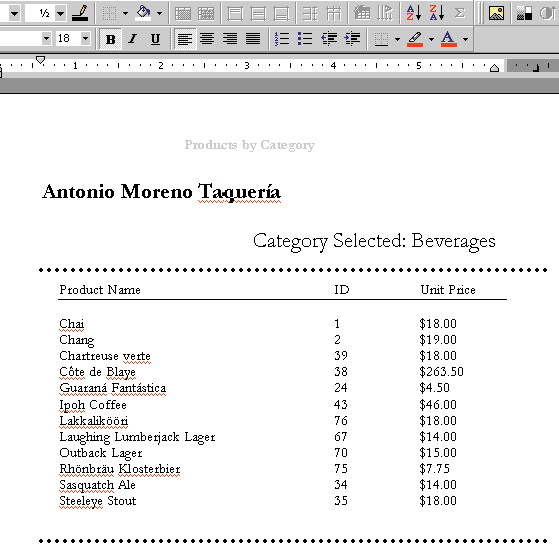 ½
18 B I U A
1 2 3 4 5
Products by Category
Antonio Moreno Taquería
Category Selected: Beverages
Product Name ID Unit Price
Chai 1 $18.00
Chang 2 $19.00
Chartreuse verte 39 $18.00
Côte de Blaye 38 $263.50
Guaraná Fantástica 24 $4.50
Ipoh Coffee 43 $46.00
Lakkalikööri 76 $18.00
Laughing Lumberjack Lager 67 $14.00
Outback Lager 70 $15.00
Rhönbräu Klosterbier 75 $7.75
Sasquatch Ale 34 $14.00
Steeleye Stout 35 $18.00